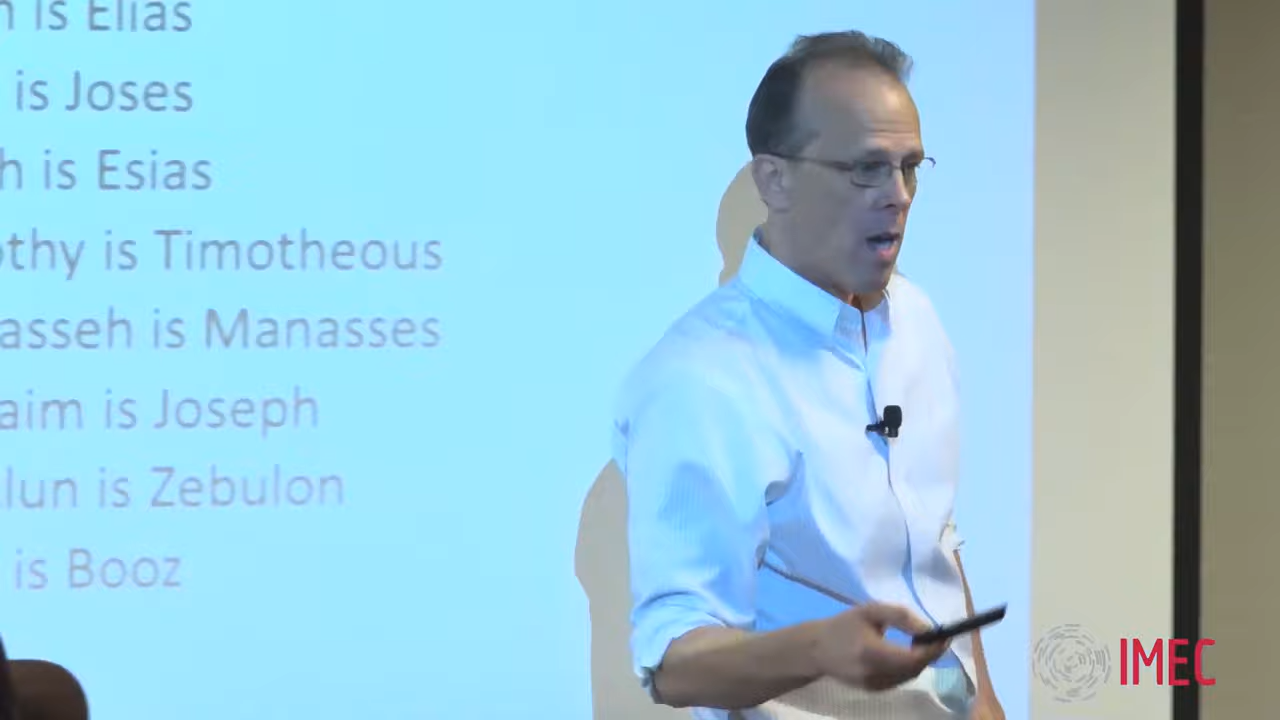 is Elias
is Joses
h is Esias
othy is Timotheous
asseh is Manasses
aim is Joseph
lun is Zebulon
is Booz
IMEC